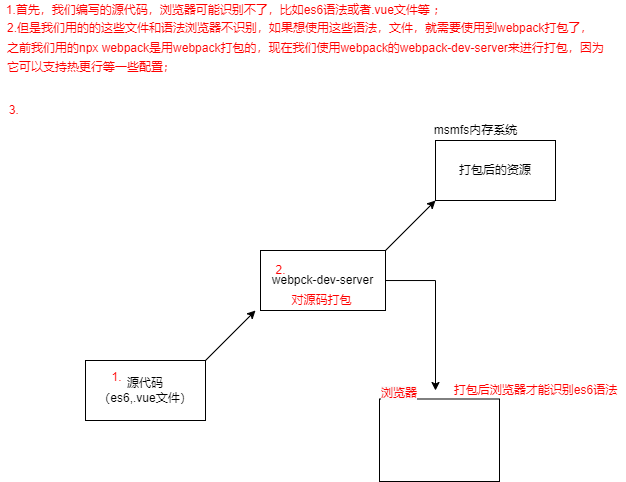 1.首先，我们编写的源代码，浏览器可能识别不了，比如es6语法或者.vue文件等；
2.但是我们用的的这些文件和语法浏览器不识别，如果想使用这些语法，文件，就需要使用到webpack打包了，
之前我们用的npx webpack是用webpack打包的，现在我们使用webpack的webpack-dev-server来进行打包，因为
它可以支持热更行等一些配置；
3.
msmfs内存系统
打包后的资源
2.
webpck-dev-server
对源码打包
1. 源代码
（es6,.vue文件）
浏览器
打包后浏览器才能识别es6语法